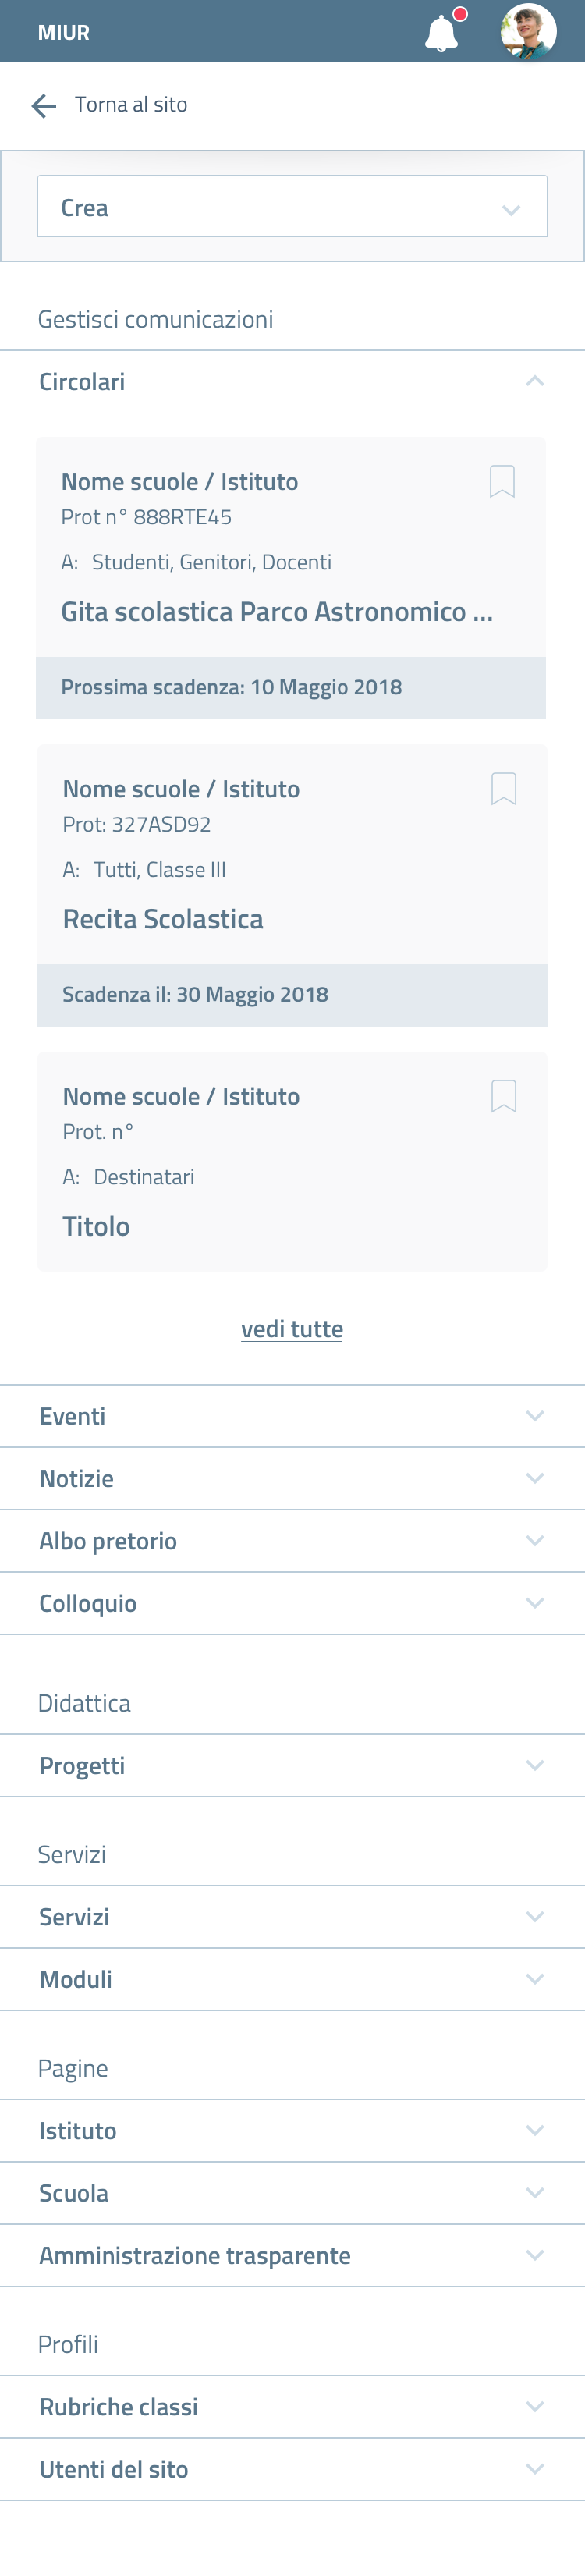 MIUR
Torna al sito
Crea
Gestisci comunicazioni
Circolari
Nome scuole / Istituto
Prot n° 888RTE45
A: Studenti, Genitori, Docenti
Gita scolastica Parco Astronomico ...
Prossima scadenza: 10 Maggio 2018
Nome scuole / Istituto
Prot: 327ASD92
A: Tutti, Classe III
Recita Scolastica
Scadenza il: 30 Maggio 2018
Nome scuole / Istituto
Prot. n°
A: Destinatari
Titolo
vedi tutte
Eventi
Notizie
Albo pretorio
Colloquio
Didattica
Progetti
Servizi
Servizi
Moduli
Pagine
Istituto
Scuola
Amministrazione trasparente
Profili
Rubriche classi
Utenti del sito